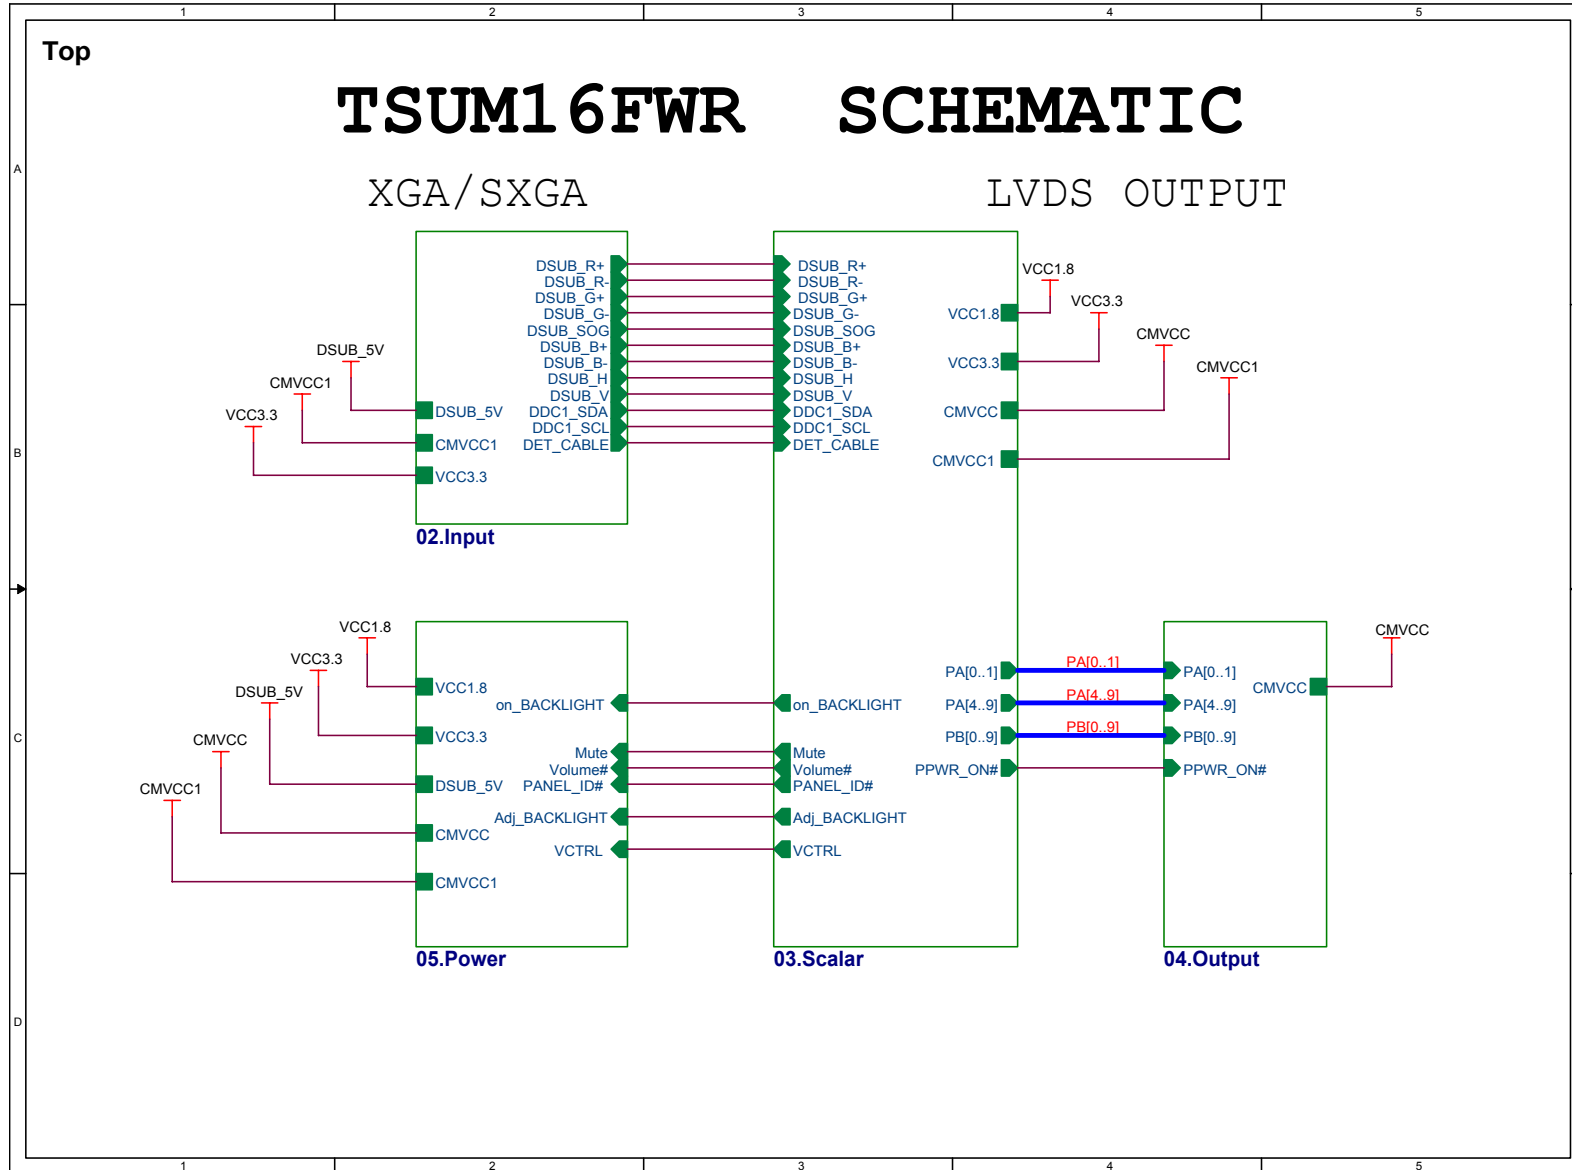 1 2 3 4 5
Top
TSUM16FWR SCHEMATIC
XGA/SXGA LVDS OUTPUT
A
B
C
D
DSUB_5V
CMVCC1
VCC3.3
DSUB_5V
CMVCC1
VCC3.3
DSUB_R+
DSUB_R-
DSUB_G+
DSUB_G-
DSUB_SOG
DSUB_B+
DSUB_B-
DSUB_H
DSUB_V
DDC1_SDA
DDC1_SCL
DET_CABLE
02.Input
DSUB_R+
DSUB_R-
DSUB_G+
DSUB_G-
DSUB_SOG
DSUB_B+
DSUB_B-
DSUB_H
DSUB_V
DDC1_SDA
DDC1_SCL
DET_CABLE
VCC1.8
VCC3.3
CMVCC
CMVCC1
VCC1.8
VCC3.3
CMVCC
CMVCC1
VCC1.8
VCC3.3
DSUB_5V
CMVCC
CMVCC1
VCC1.8
VCC3.3
DSUB_5V
CMVCC
CMVCC1
on_BACKLIGHT
Mute
Volume#
PANEL_ID#
Adj_BACKLIGHT
VCTRL
05.Power
on_BACKLIGHT
Mute
Volume#
PANEL_ID#
Adj_BACKLIGHT
VCTRL
PA[0..1]
PA[4..9]
PB[0..9]
PPWR_ON#
03.Scalar
PA[0..1]
PA[4..9]
PB[0..9]
PA[0..1]
PA[4..9]
PB[0..9]
PPWR_ON#
CMVCC
CMVCC
04.Output
1 2 3 4 5